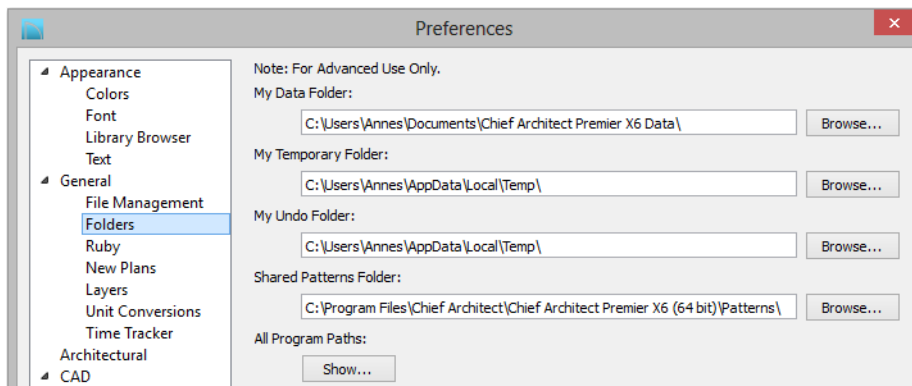 Preferences
Appearance
Colors
Font
Library Browser
Text
General
File Management
Folders
Ruby
New Plans
Layers
Unit Conversions
Time Tracker
Architectural
CAD
Note: For Advanced Use Only.
My Data Folder:
C:\Users\Annes\Documents\Chief Architect Premier X6 Data\ Browse...
My Temporary Folder:
C:\Users\Annes\AppData\Local\Temp\ Browse...
My Undo Folder:
C:\Users\Annes\AppData\Local\Temp\ Browse...
Shared Patterns Folder:
C:\Program Files\Chief Architect\Chief Architect Premier X6 (64 bit)\Patterns\ Browse...
All Program Paths:
Show...